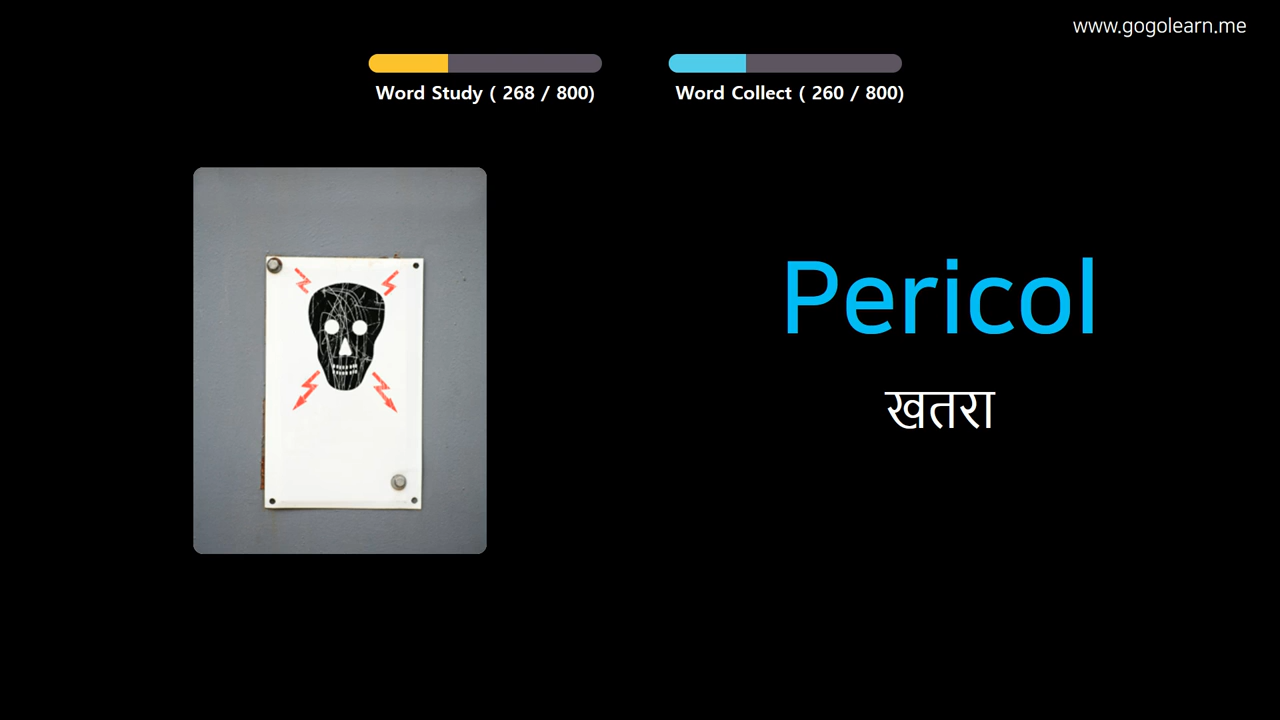 www.gogolearn.me
Word Study ( 268 / 800)
Word Collect ( 260 / 800)
Pericol
खतरा